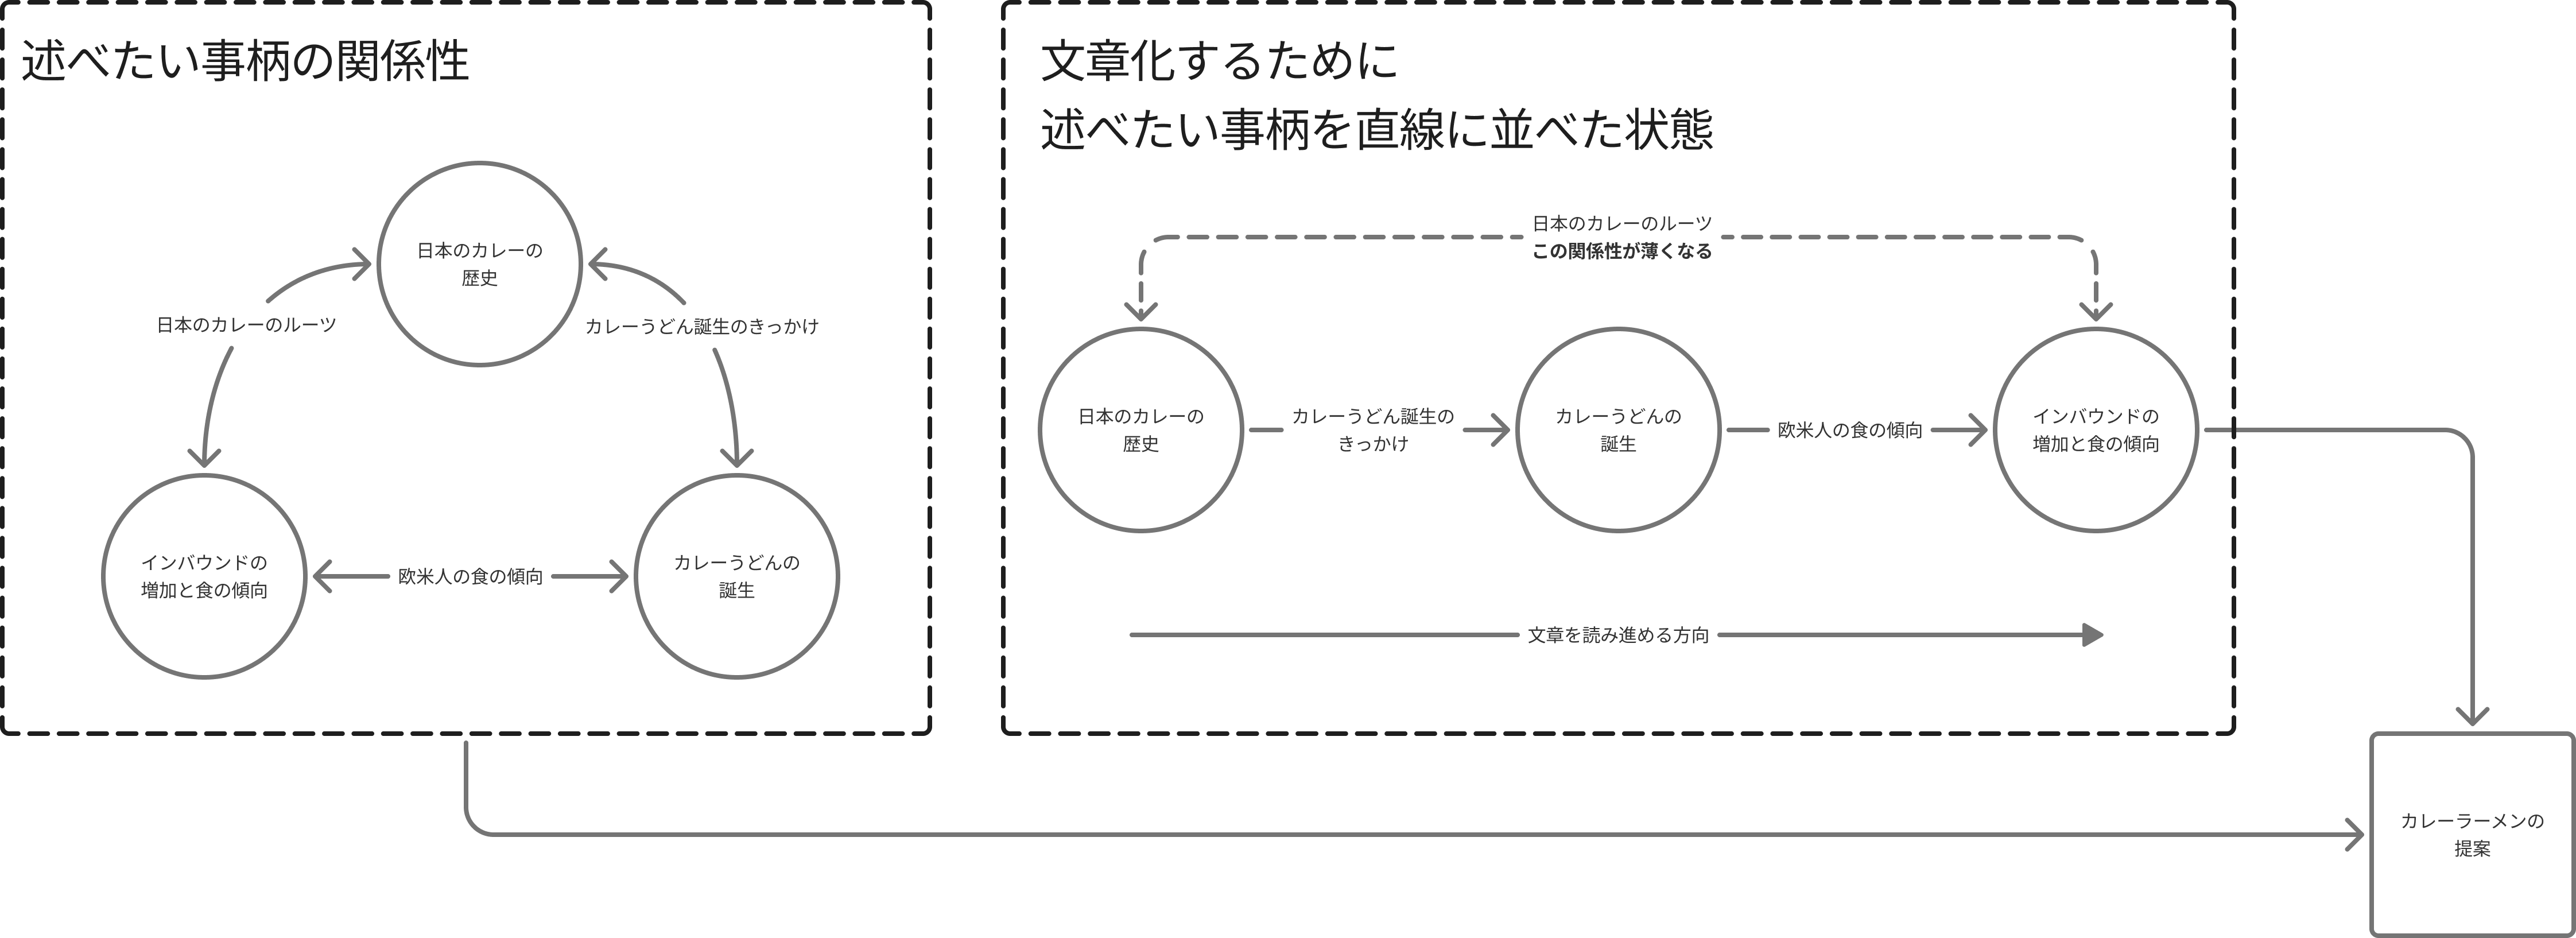 述べたい事柄の関係性
日本のカレーの
歴史
日本のカレーのルーツ
カレーうどん誕生のきっかけ
インバウンドの
増加と食の傾向
欧米人の食の傾向
カレーうどんの
誕生
文章化するために
述べたい事柄を直線に並べた状態
日本のカレーのルーツ
この関係性が薄くなる
日本のカレーの
歴史
カレーうどん誕生の
きっかけ
カレーうどんの
誕生
欧米人の食の傾向
インバウンドの
増加と食の傾向
文章を読み進める方向
カレーラーメンの
提案